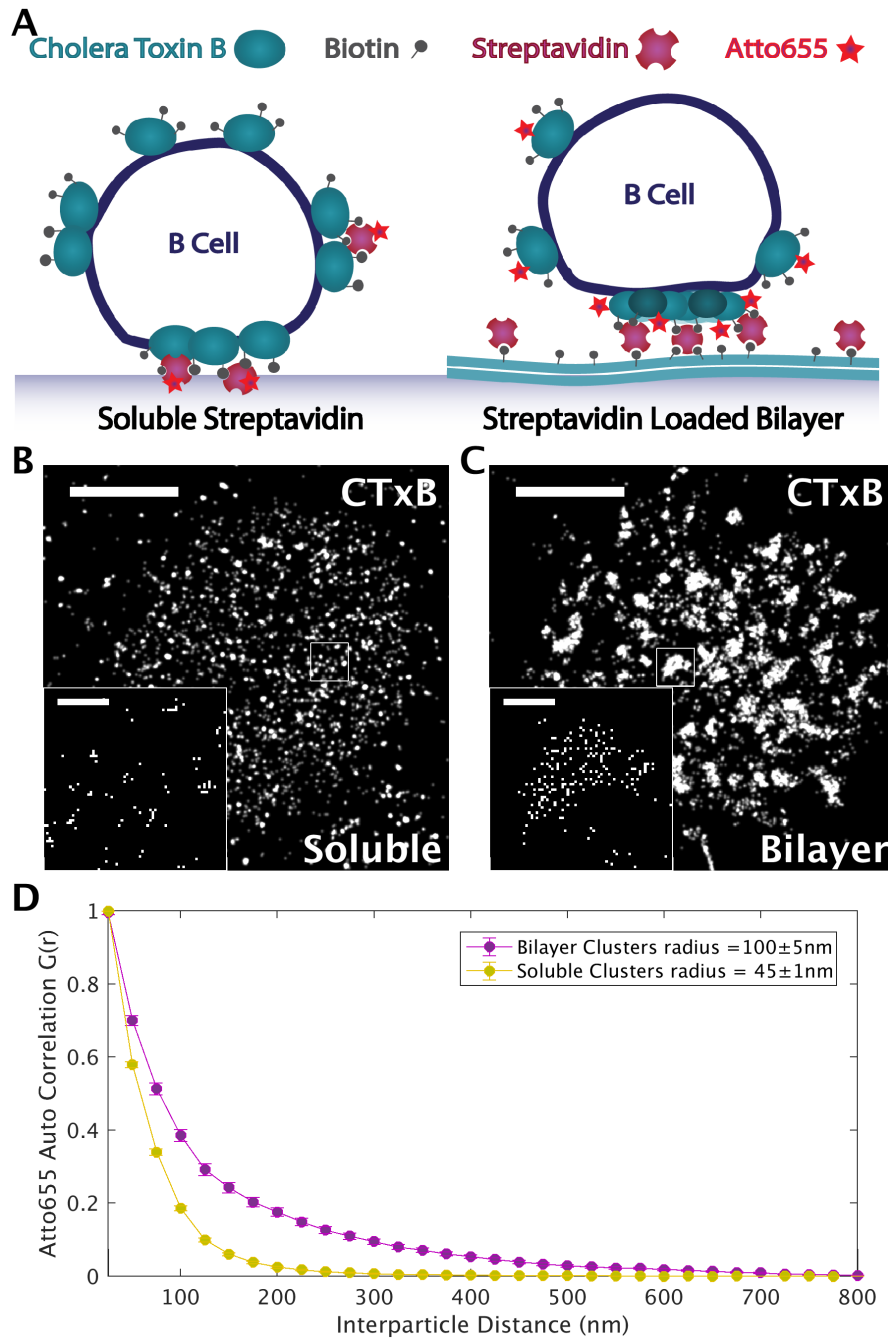 A
Cholera Toxin B
Biotin
Streptavidin
Atto655
B Cell
B Cell
Soluble Streptavidin
Streptavidin Loaded Bilayer
B
CTxB
Soluble
C
CTxB
Bilayer
D
Atto655 Auto Correlation G(r)
1
0.8
0.6
0.4
0.2
0
Bilayer Clusters radius =100±5nm
Soluble Clusters radius = 45±1nm
100 200 300 400 500 600 700 800
Interparticle Distance (nm)